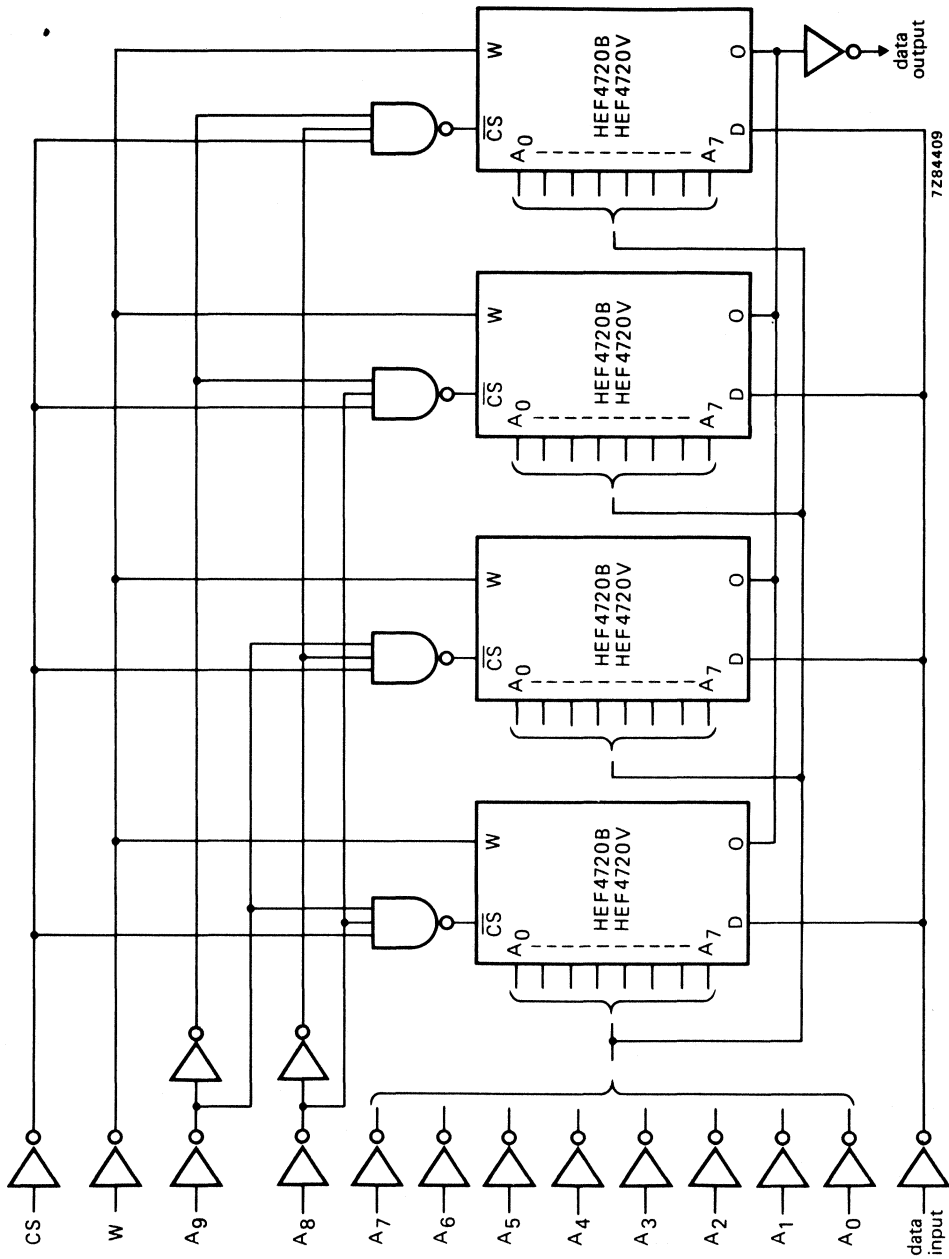 CS
W
A9
A8
A7
A6
A5
A4
A3
A2
A1
A0
data
input
W
CS
A0
A7
HEF4720B
HEF4720V
O
D
W
CS
A0
A7
HEF4720B
HEF4720V
O
D
W
CS
A0
A7
HEF4720B
HEF4720V
O
D
W
CS
A0
A7
HEF4720B
HEF4720V
O
D
data
output
7Z84409